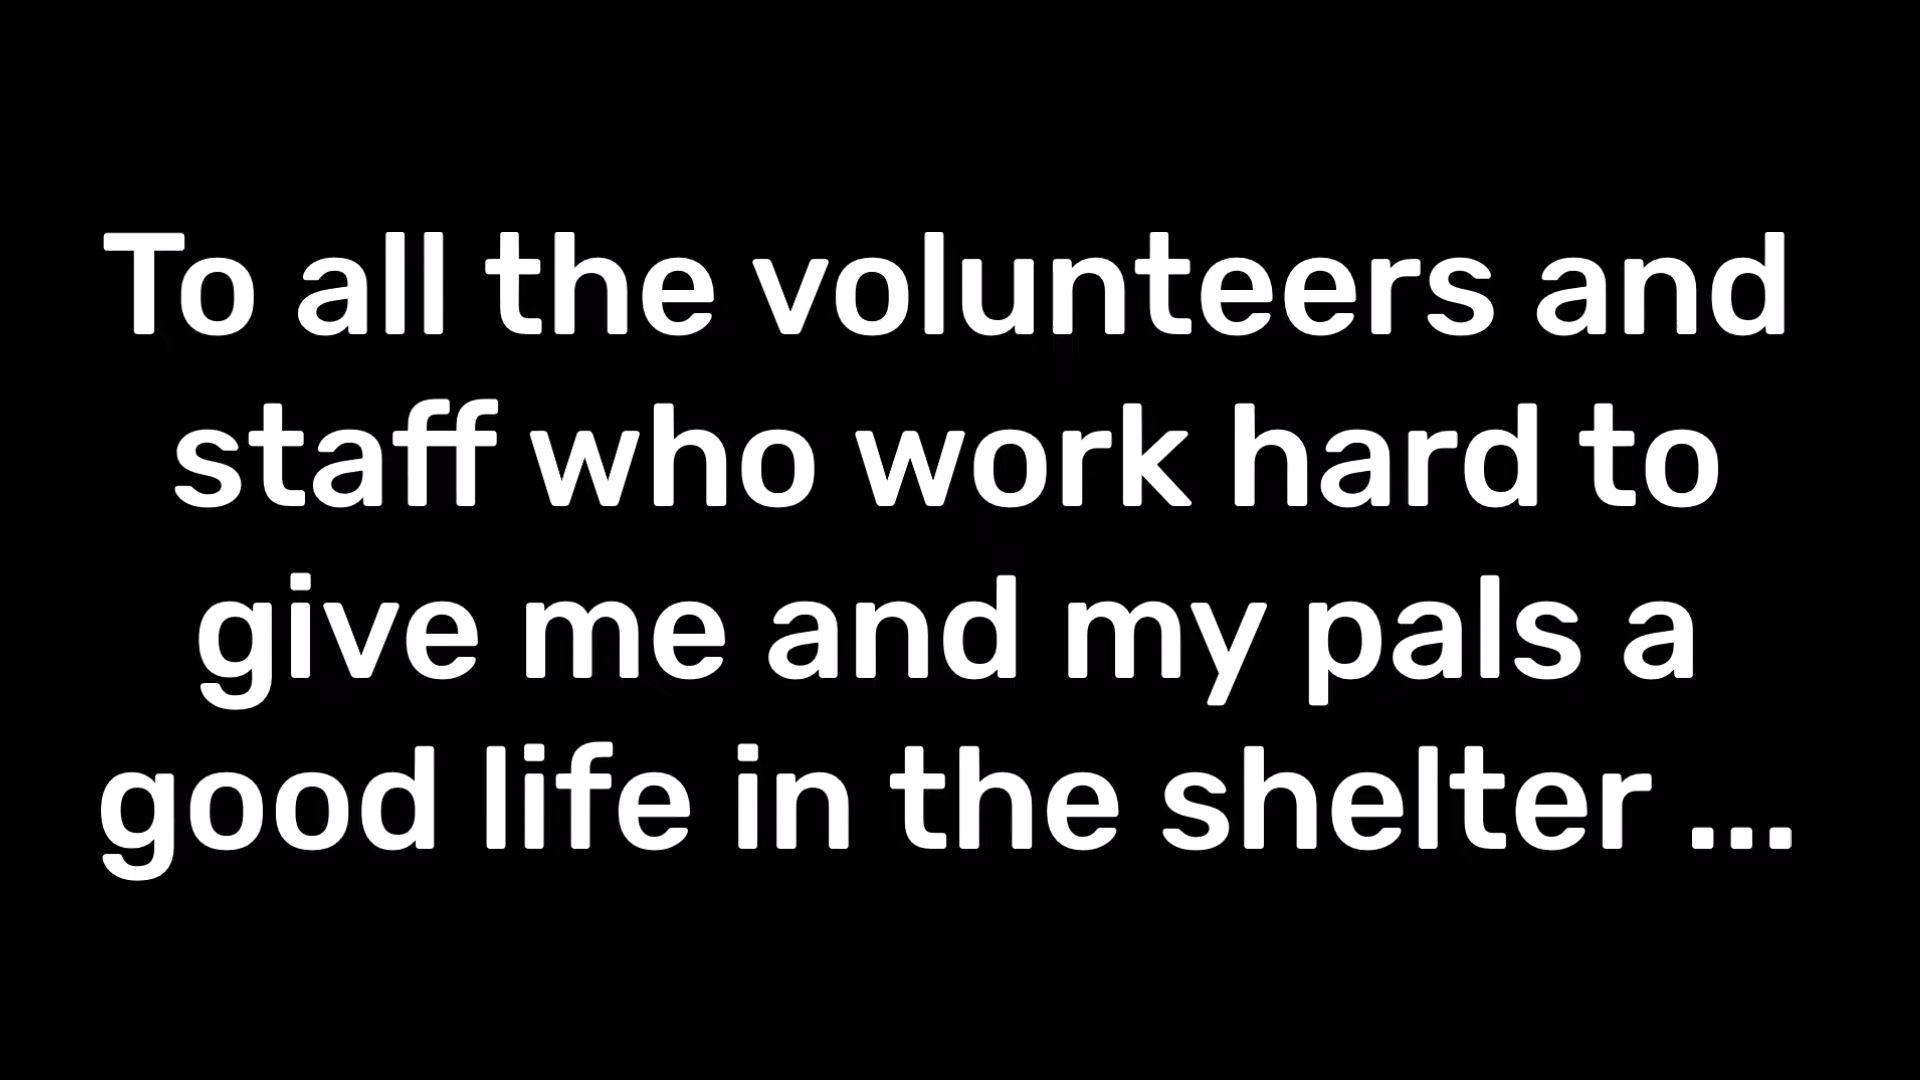 To all the volunteers and
staff who work hard to
give me and my pals a
good life in the shelter ...